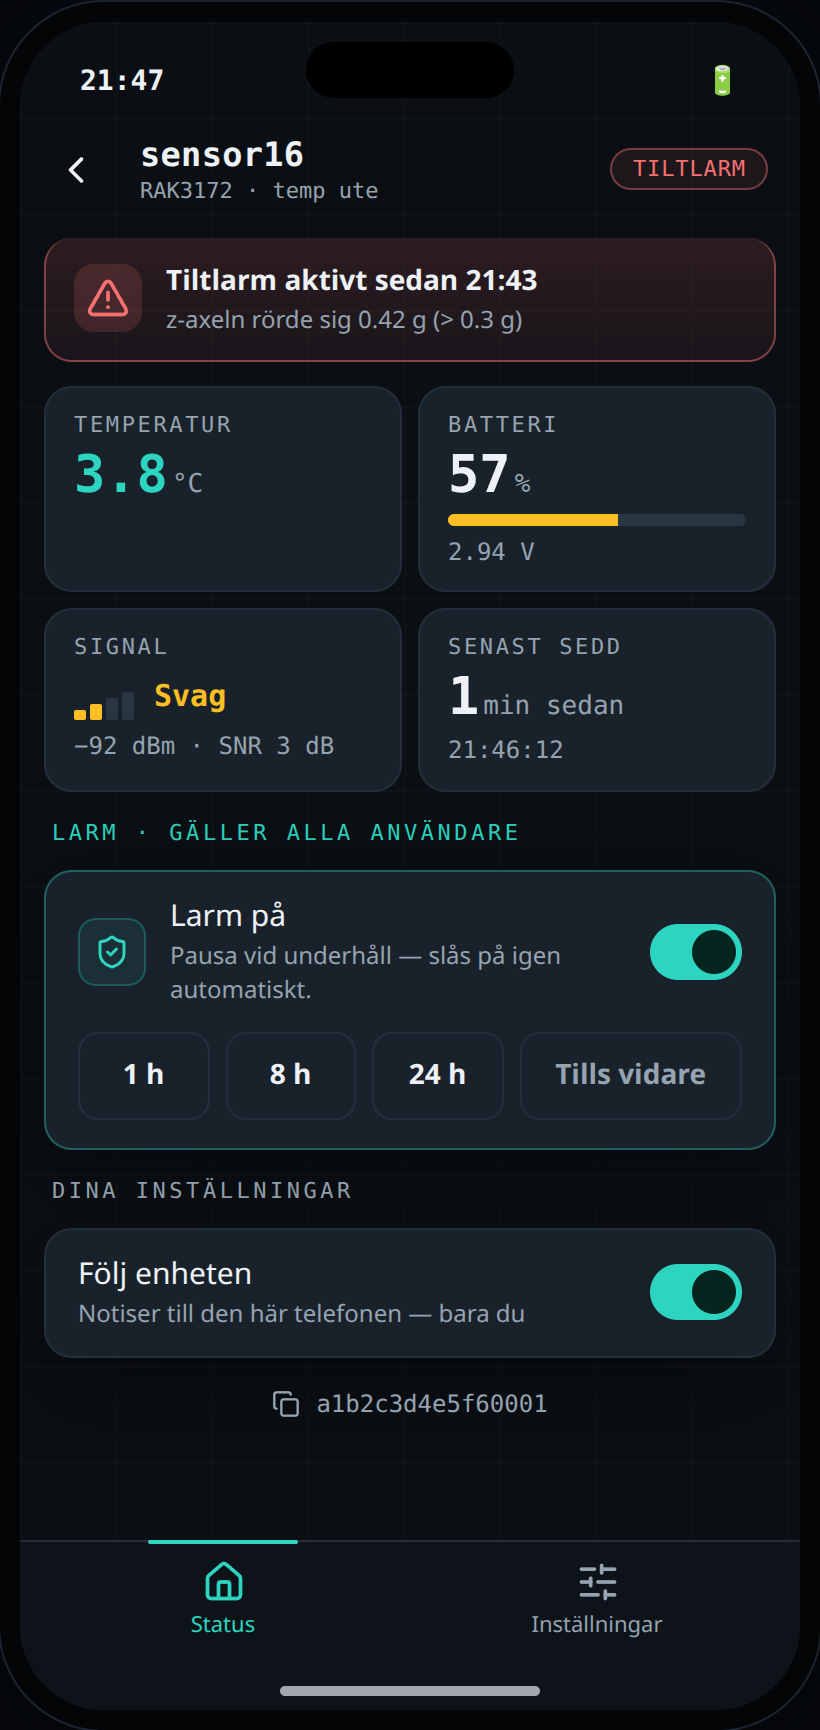 21:47
sensor16
RAK3172 · temp ute
TILTLARM
Tiltlarm aktivt sedan 21:43
z-axeln rörde sig 0.42 g (> 0.3 g)
TEMPERATUR
3.8 °C
BATTERI
57 %
2.94 V
SIGNAL
Svag
−92 dBm · SNR 3 dB
SENAST SEDD
1 min sedan
21:46:12
LARM · GÄLLER ALLA ANVÄNDARE
Larm på
Pausa vid underhåll — slås på igen
automatiskt.
1 h
8 h
24 h
Tills vidare
DINA INSTÄLLNINGAR
Följ enheten
Notiser till den här telefonen — bara du
a1b2c3d4e5f60001
Status
Inställningar